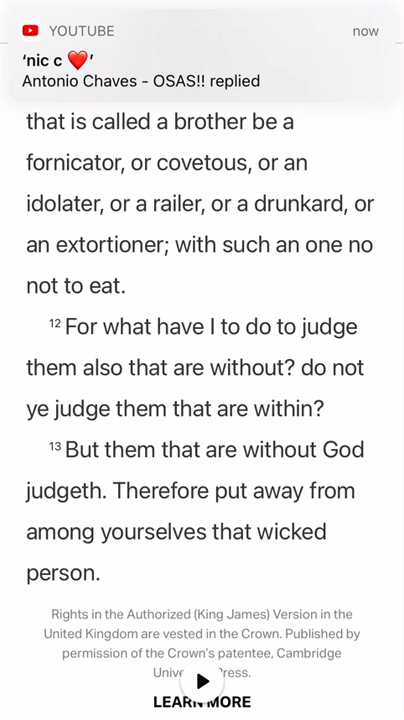 YOUTUBE now
‘nic c ❤️’
Antonio Chaves - OSAS!! replied
that is called a brother be a
fornicator, or covetous, or an
idolater, or a railer, or a drunkard, or
an extortioner; with such an one no
not to eat.
12 For what have I to do to judge
them also that are without? do not
ye judge them that are within?
13 But them that are without God
judgeth. Therefore put away from
among yourselves that wicked
person.
Rights in the Authorized (King James) Version in the
United Kingdom are vested in the Crown. Published by
permission of the Crown’s patentee, Cambridge
LEARN MORE